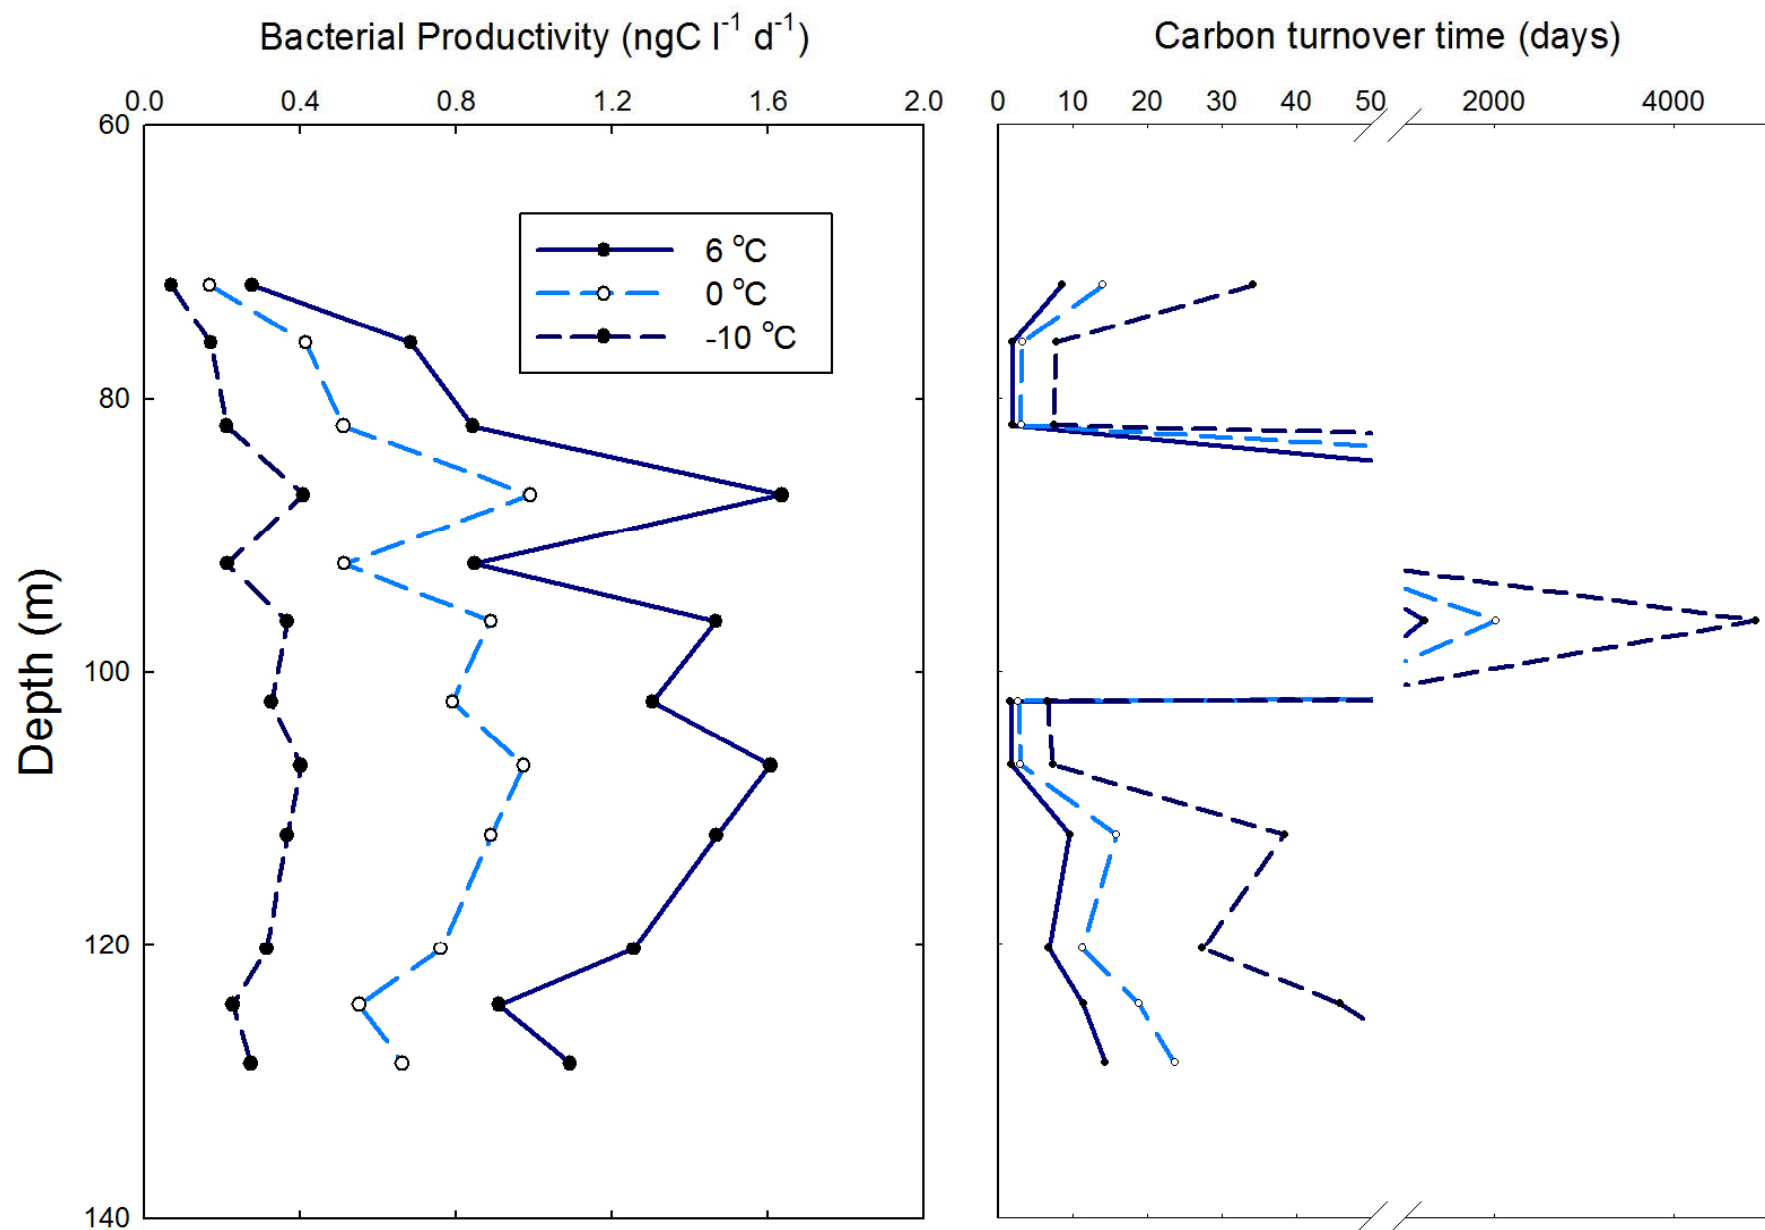 Bacterial Productivity (ngC l⁻¹ d⁻¹)
Carbon turnover time (days)
0.0 0.4 0.8 1.2 1.6 2.0
0 10 20 30 40 50 2000 4000
60
80
100
120
140
Depth (m)
6 °C
0 °C
-10 °C